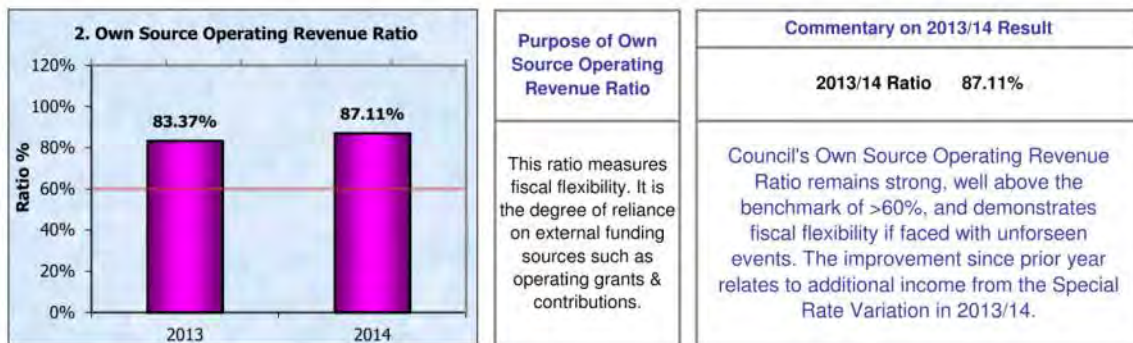 2. Own Source Operating Revenue Ratio
120%
100%
80%
60%
40%
20%
0%
Ratio %
83.37%
87.11%
2013
2014
Purpose of Own
Source Operating
Revenue Ratio
This ratio measures
fiscal flexibility. It is
the degree of reliance
on external funding
sources such as
operating grants &
contributions.
Commentary on 2013/14 Result
2013/14 Ratio 87.11%
Council's Own Source Operating Revenue
Ratio remains strong, well above the
benchmark of >60%, and demonstrates
fiscal flexibility if faced with unforseen
events. The improvement since prior year
relates to additional income from the Special
Rate Variation in 2013/14.